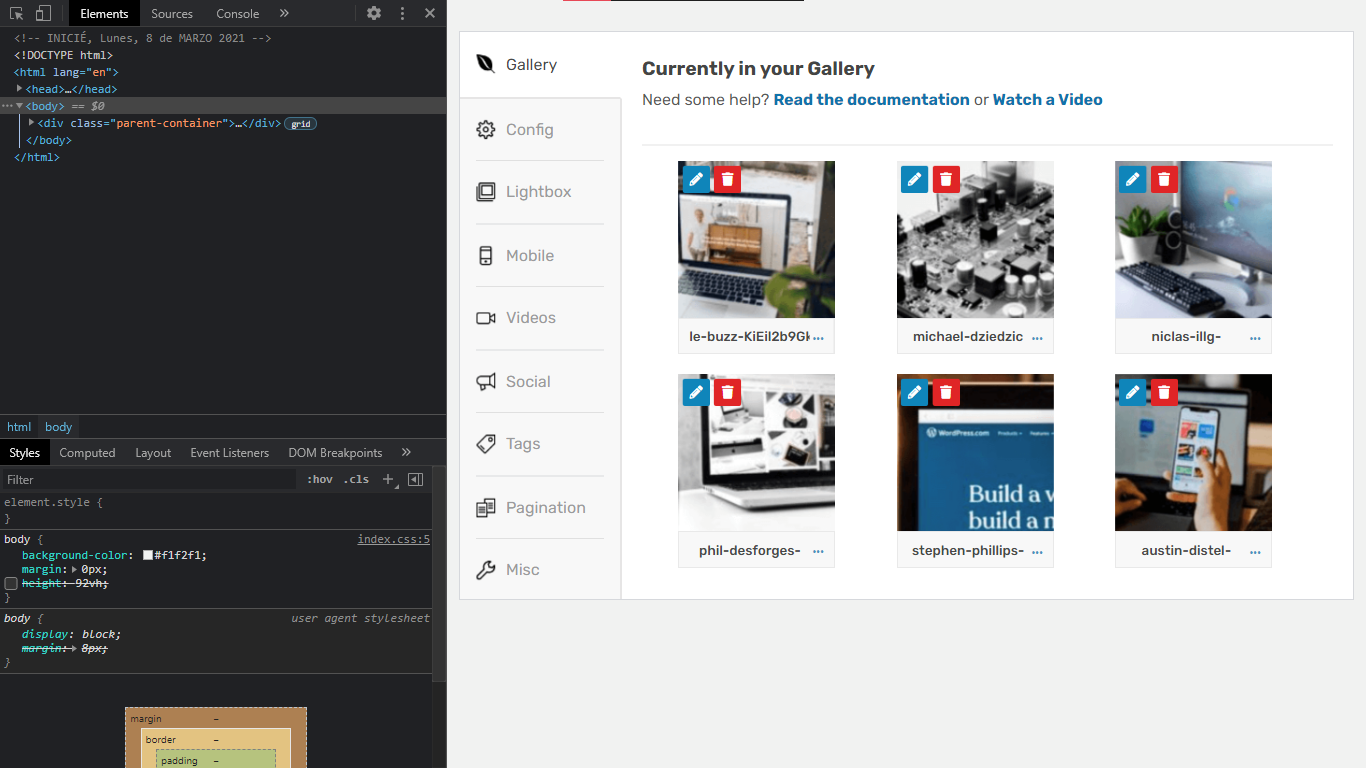 Elements Sources Console »
<!-- INICIÉ, Lunes, 8 de MARZO 2021 -->
<!DOCTYPE html>
<html lang="en">
<head>…</head>
<body> == $0
<div class="parent-container">…</div> grid
</body>
</html>
html body
Styles Computed Layout Event Listeners DOM Breakpoints »
Filter :hov .cls +
element.style {
}
body { index.css:5
background-color: #f1f2f1;
margin: 0px;
height: 92vh;
}
body { user agent stylesheet
display: block;
margin: 8px;
}
margin –
border –
padding –
Gallery
Config
Lightbox
Mobile
Videos
Social
Tags
Pagination
Misc
Currently in your Gallery
Need some help? Read the documentation or Watch a Video
le-buzz-KiEiI2b9Gk ...
michael-dziedzic ...
niclas-illg- ...
WordPress.com Products Features
Build a w
build a m
phil-desforges- ...
stephen-phillips- ...
austin-distel- ...